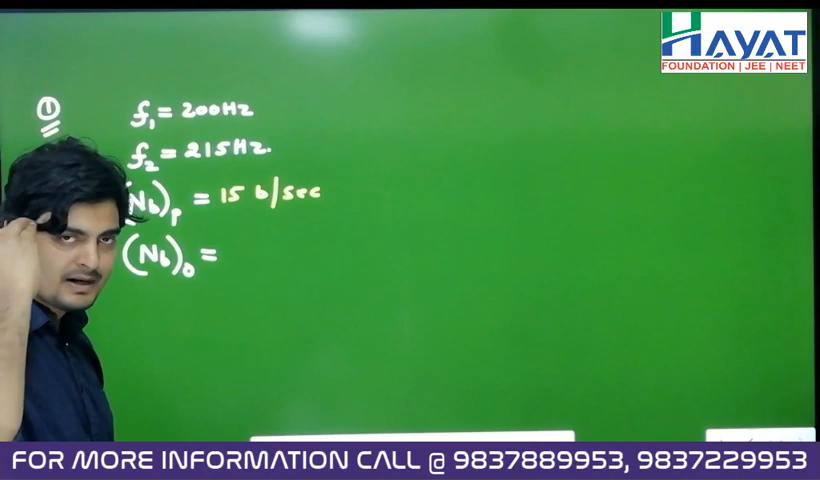 HAYAT
FOUNDATION | JEE | NEET
①
f₁ = 200Hz
f₂ = 215Hz.
(Nb)ₚ = 15 b/sec
(Nb)₀ =
FOR MORE INFORMATION CALL @ 9837889953, 9837229953